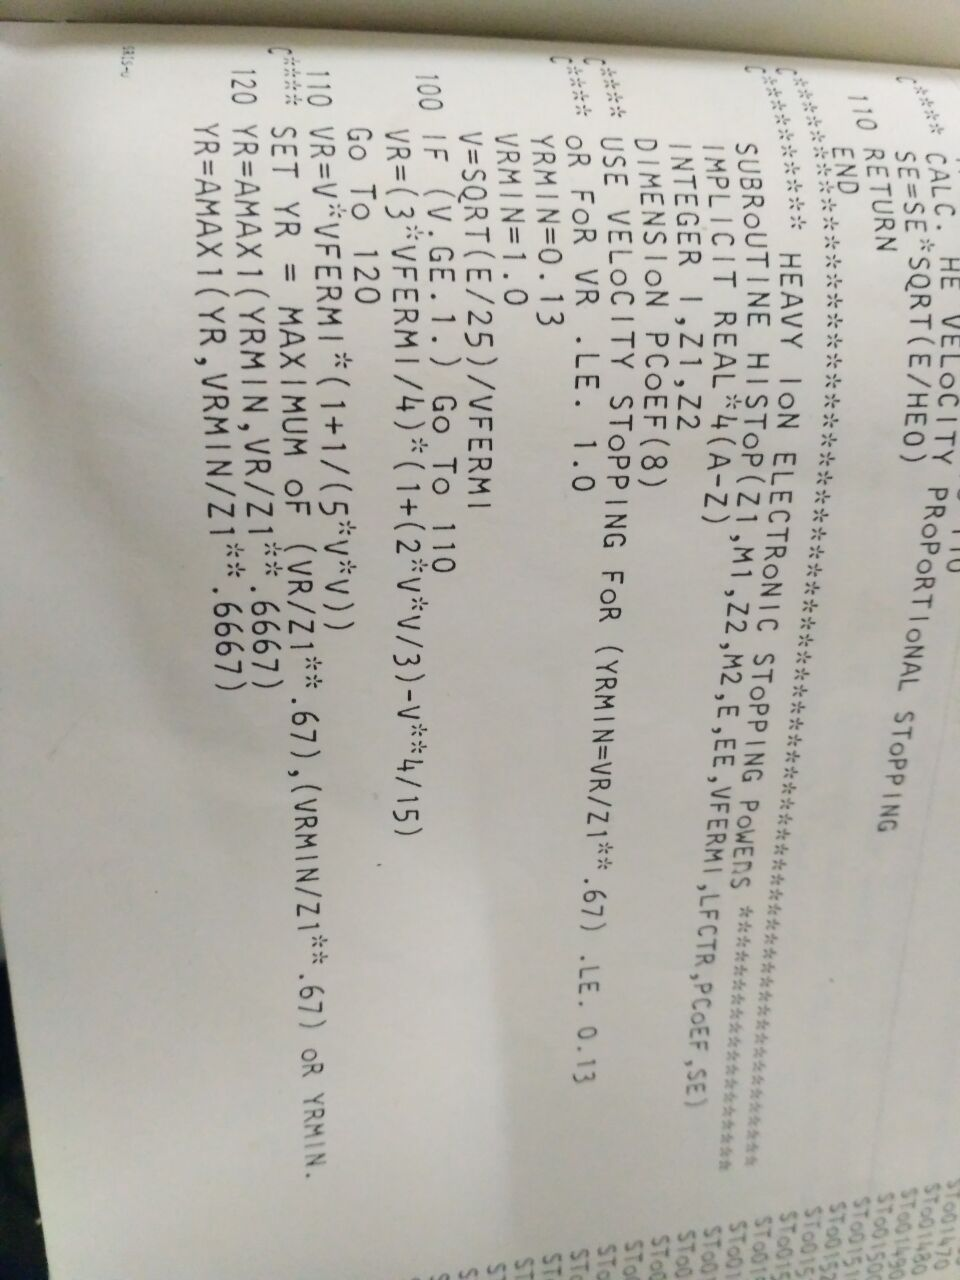 C**** CALC. HE VELoCITY PRoPoRTIoNAL SToPPING
SE=SE*SQRT(E/HEO)
110 RETURN
END
C********* HEAVY IoN ELECTRoNIC SToPPING
SUBRoUTINE HISToP(Z1,M1,Z2,M2,E,EE,VFERMI,LFCTR,PCoEF,SE)
IMPLICIT REAL*4(A-Z)
INTEGER I,Z1,Z2
DIMENSIoN PCoEF(8)
C**** USE VELoCITY SToPPING FoR (YRMIN=VR/Z1**.67) .LE. 0.13
C**** oR FoR VR .LE. 1.0
YRMIN=0.13
VRMIN=1.0
V=SQRT(E/25)/VFERMI
IF (V.GE.1.) Go To 110
100 VR=(3*VFERMI/4)*(1+(2*V*V/3)-V**4/15)
Go To 120
110 VR=V*VFERMI*(1+1/(5*V*V))
C**** SET YR = MAXIMUM oF (VR/Z1**.67),(VRMIN/Z1**.67) oR YRMIN.
120 YR=AMAX1(YRMIN,VR/Z1**.6667)
YR=AMAX1(YR,VRMIN/Z1**.6667)